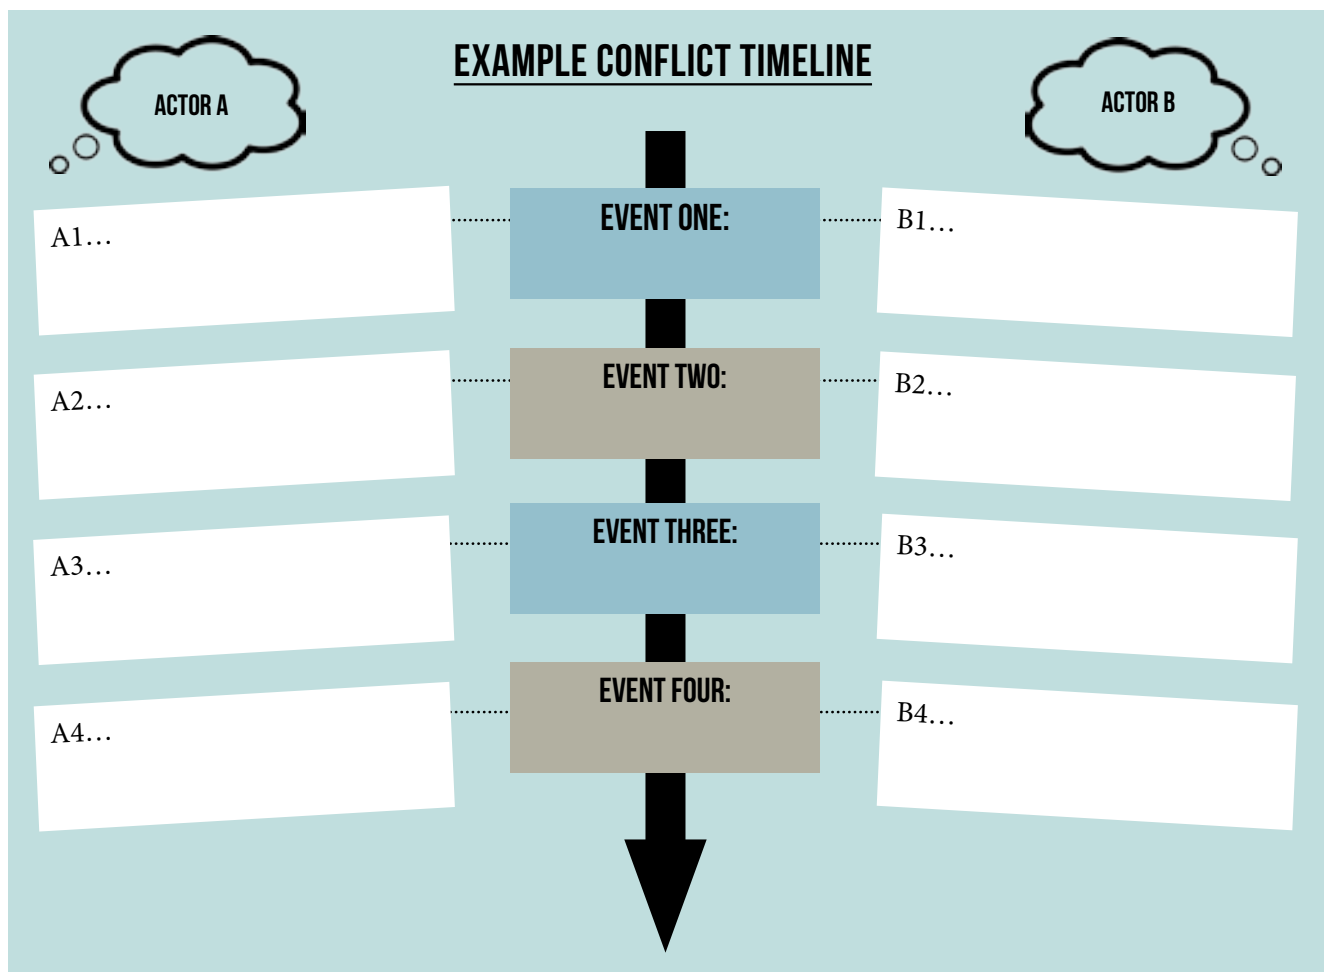 EXAMPLE CONFLICT TIMELINE
ACTOR A
ACTOR B
A1…
EVENT ONE:
B1…
A2…
EVENT TWO:
B2…
A3…
EVENT THREE:
B3…
A4…
EVENT FOUR:
B4…